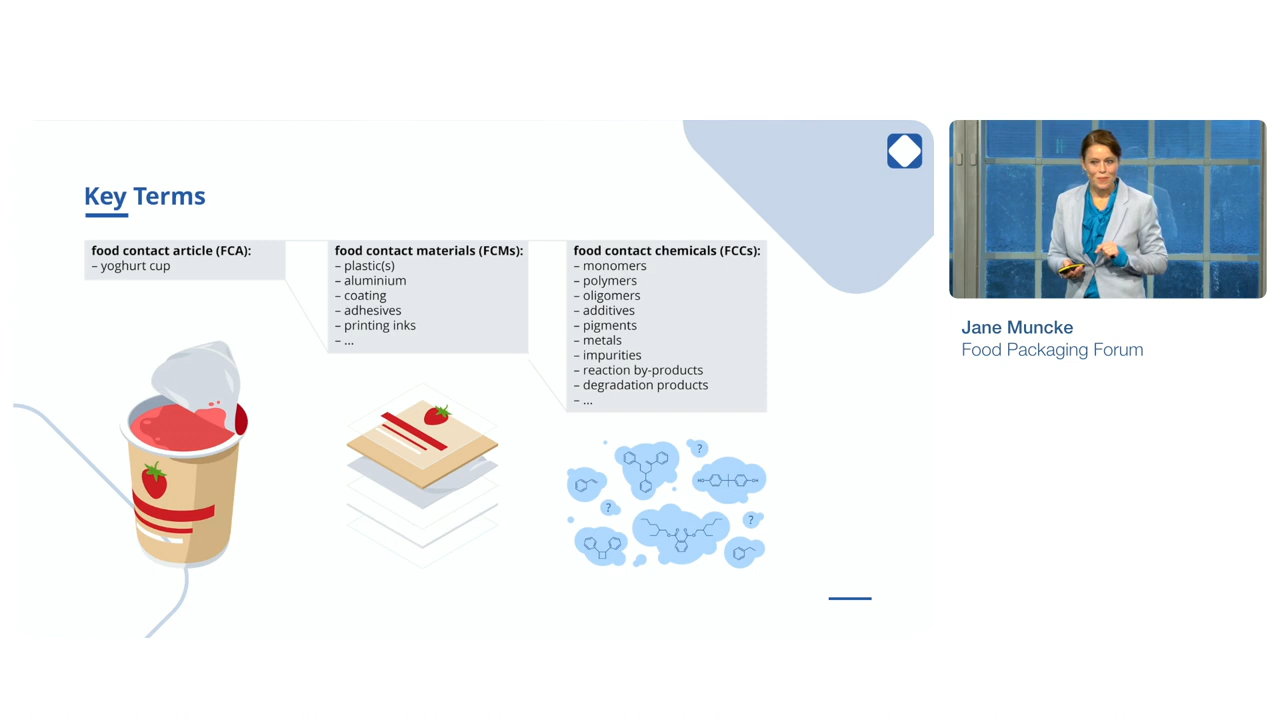 Key Terms
food contact article (FCA):
– yoghurt cup
food contact materials (FCMs):
– plastic(s)
– aluminium
– coating
– adhesives
– printing inks
– ...
food contact chemicals (FCCs):
– monomers
– polymers
– oligomers
– additives
– pigments
– metals
– impurities
– reaction by-products
– degradation products
– ...
?
HO
OH
?
?
O
O
O
O
Jane Muncke
Food Packaging Forum